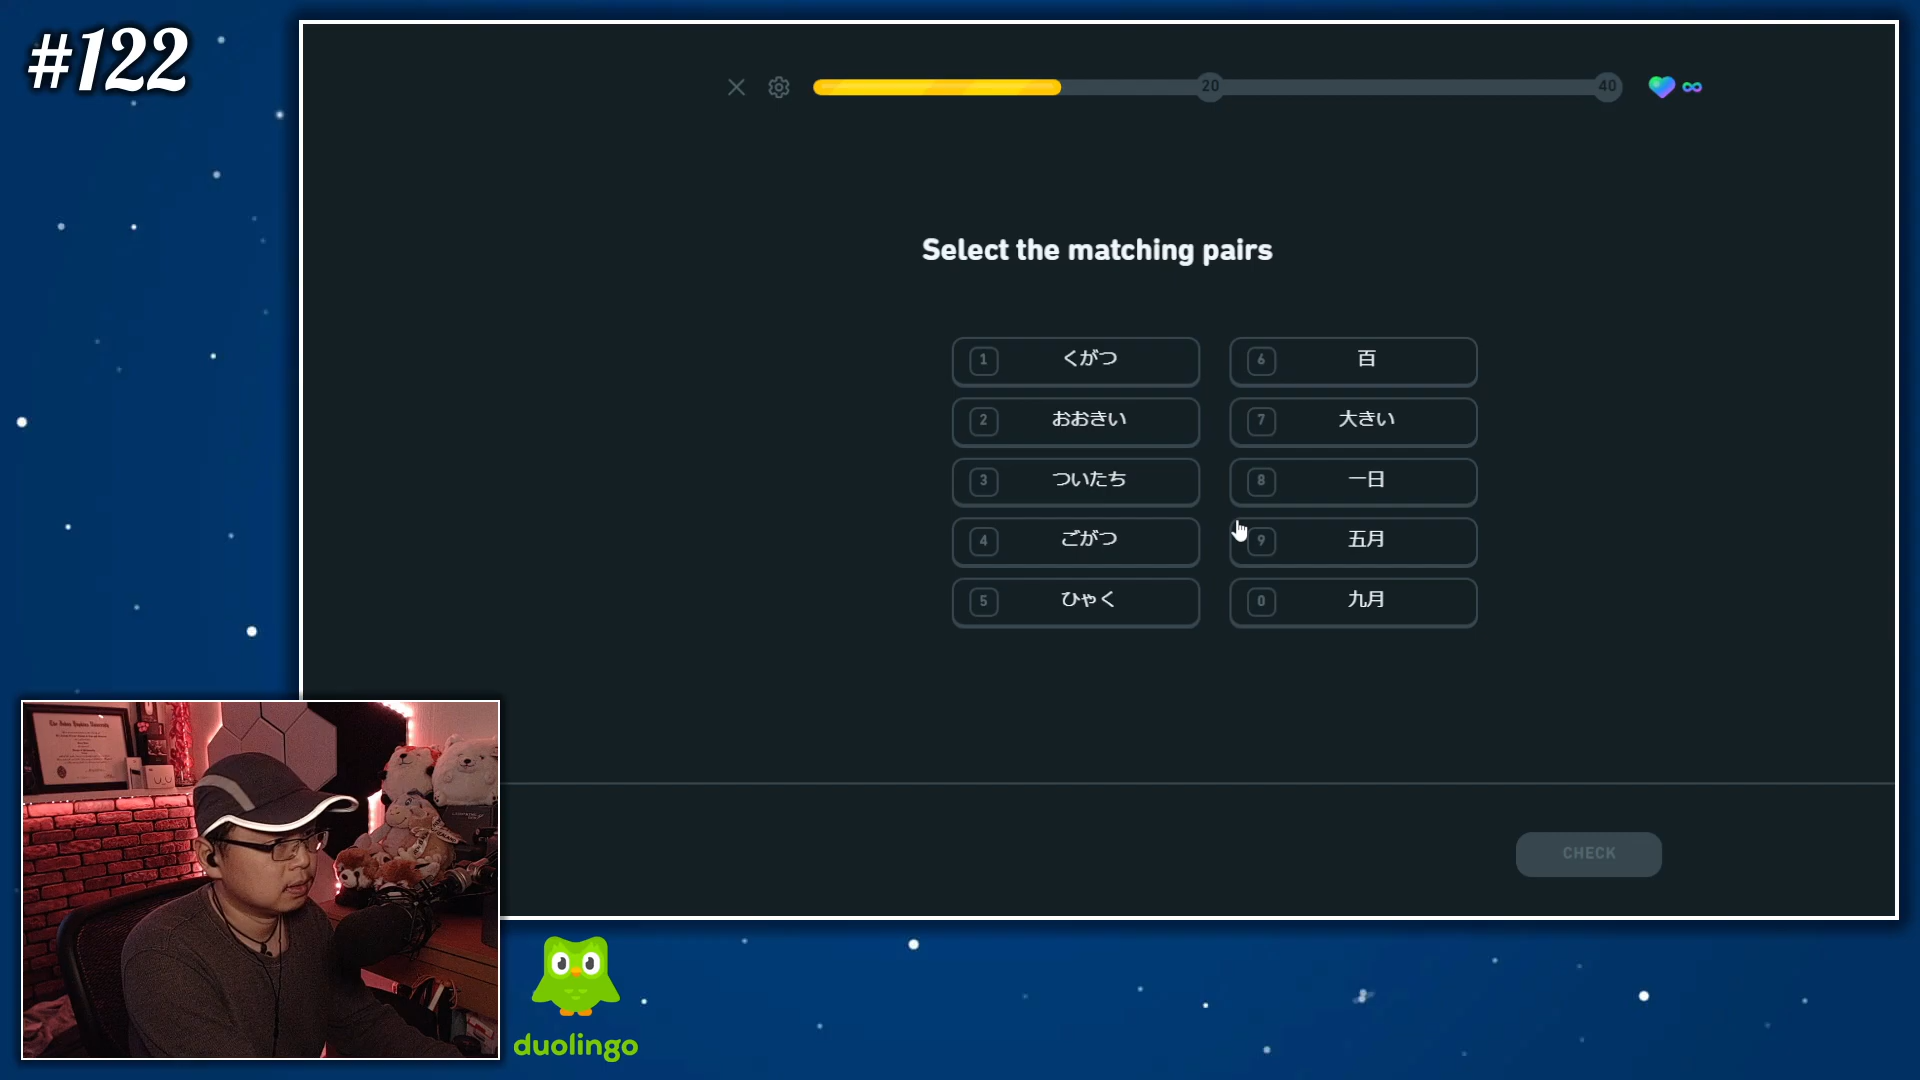 #122
20
40
Select the matching pairs
1 くがつ
6 百
2 おおきい
7 大きい
3 ついたち
8 一日
4 ごがつ
9 五月
5 ひゃく
0 九月
CHECK
duolingo